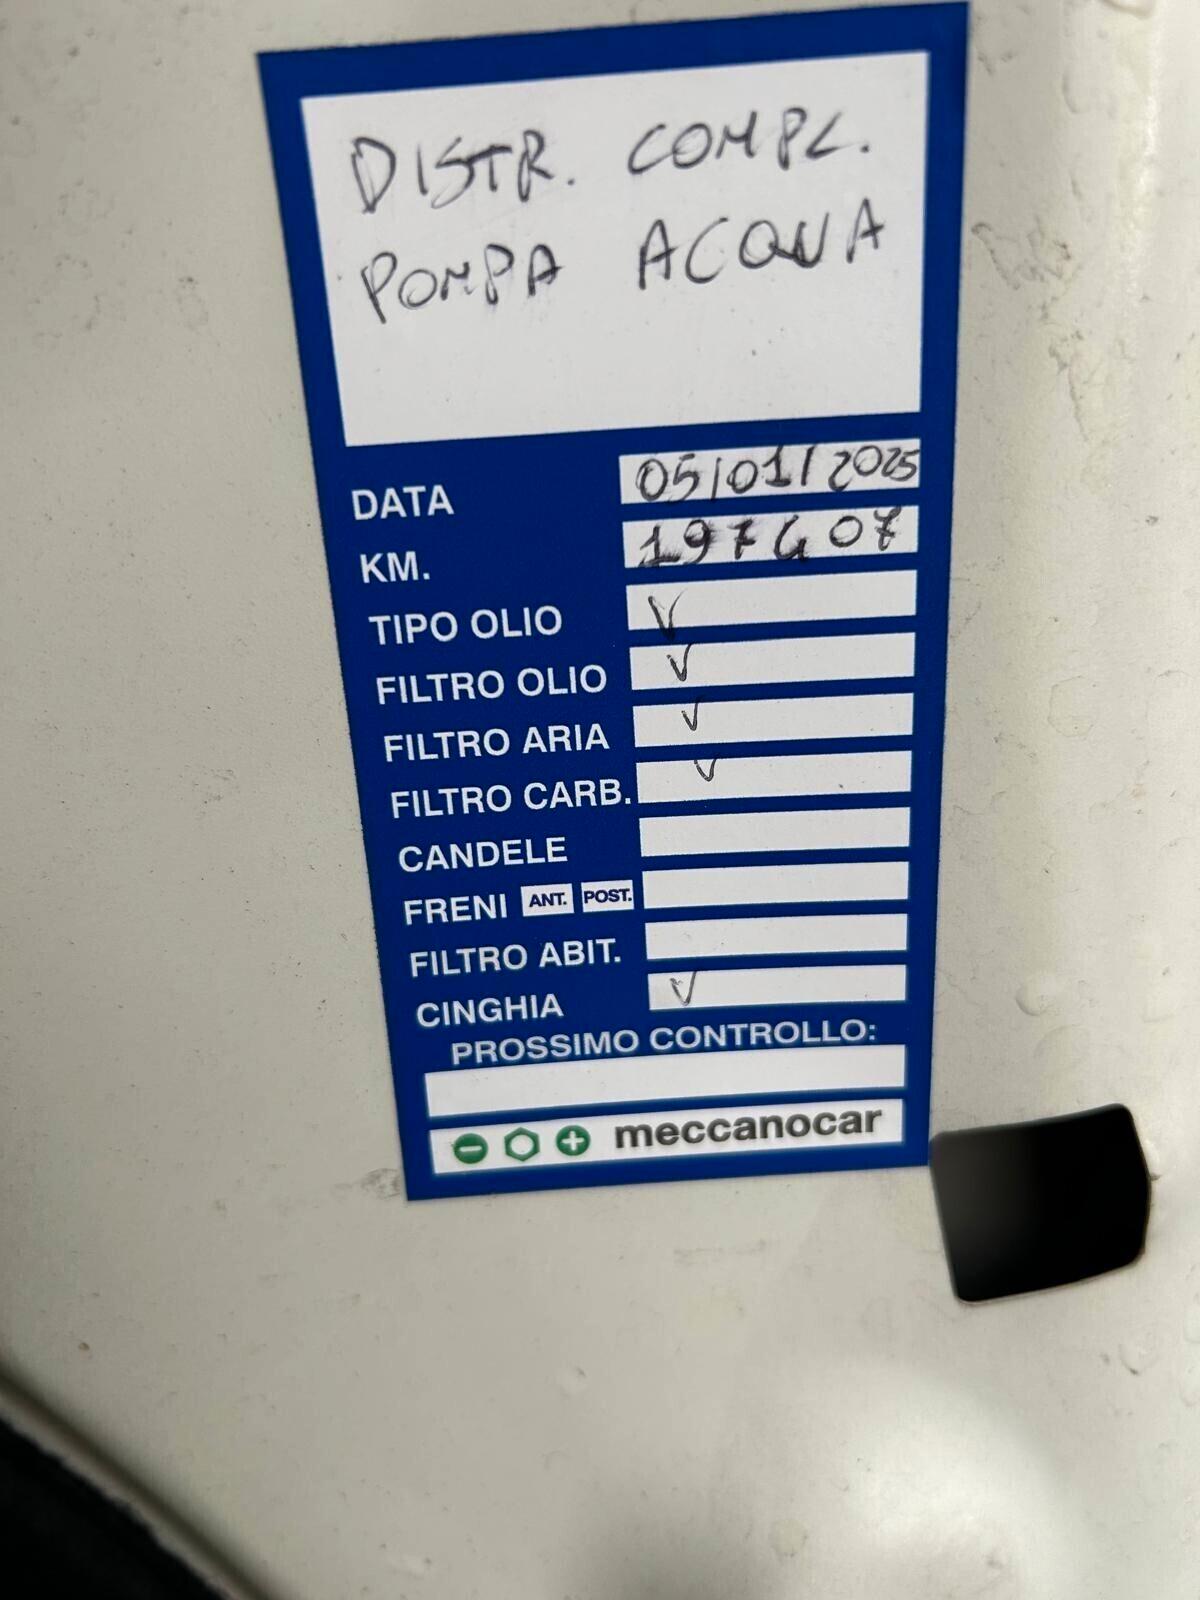 DISTR. COMPL.
POMPA ACQUA
DATA 05/01/2025
KM. 197407
TIPO OLIO V
FILTRO OLIO V
FILTRO ARIA V
FILTRO CARB. V
CANDELE
FRENI ANT. POST.
FILTRO ABIT.
CINGHIA V
PROSSIMO CONTROLLO:
meccanocar